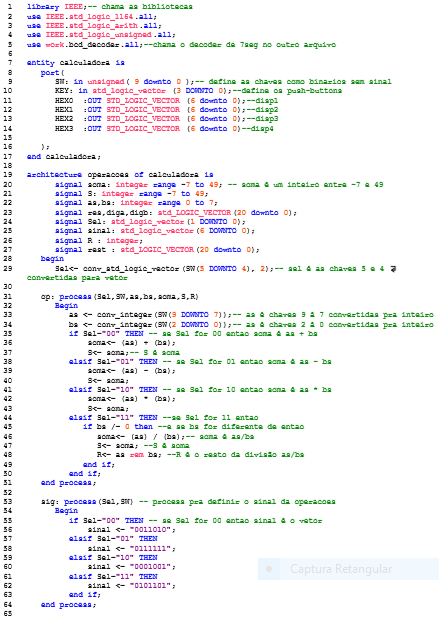 1 library IEEE;-- chama as bibliotecas
2 use IEEE.std_logic_1164.all;
3 use IEEE.std_logic_arith.all;
4 use IEEE.std_logic_unsigned.all;
5 use work.bcd_decoder.all;--chama o decoder de 7seg no outro arquivo
6
7 entity calculadora is
8 port(
9 SW: in unsigned( 9 downto 0 );-- define as chaves como binarios sem sinal
10 KEY: in std_logic_vector (3 DOWNTO 0);--define os push-buttons
11 HEX0 :OUT STD_LOGIC_VECTOR (6 downto 0);--disp1
12 HEX1 :OUT STD_LOGIC_VECTOR (6 downto 0);--disp2
13 HEX2 :OUT STD_LOGIC_VECTOR (6 downto 0);--disp3
14 HEX3 :OUT STD_LOGIC_VECTOR (6 downto 0)--disp4
15
16 );
17 end calculadora;
18
19 architecture operacoes of calculadora is
20 signal soma: integer range -7 to 49; -- soma é um inteiro entre -7 e 49
21 signal S: integer range -7 to 49;
22 signal as,bs: integer range 0 to 7;
23 signal res,diga,digb: std_LOGIC_VECTOR(20 downto 0);
24 signal Sel: std_logic_vector (1 DOWNTO 0);
25 signal sinal: std_logic_vector (6 DOWNTO 0);
26 signal R : integer;
27 signal rest : std_LOGIC_VECTOR(20 downto 0);
28 begin
29 Sel<= conv_std_logic_vector (SW(5 DOWNTO 4), 2);-- sel é as chaves 5 e 4
convertidas para vetor
30
31 op: process(Sel,SW,as,bs,soma,S,R)
32 Begin
33 as <= conv_integer(SW(9 DOWNTO 7));-- as é chaves 9 à 7 convertidas pra inteiro
34 bs <= conv_integer(SW(2 DOWNTO 0));-- as é chaves 2 à 0 convertidas pra inteiro
35 if Sel="00" THEN -- se Sel for 00 entao soma é as + bs
36 soma<= (as) + (bs);
37 S<= soma;-- S é soma
38 elsif Sel="01" THEN -- se Sel for 01 entao soma é as - bs
39 soma<= (as) - (bs);
40 S<= soma;
41 elsif Sel="10" THEN -- se Sel for 10 entao soma é as * bs
42 soma<= (as) * (bs);
43 S<= soma;
44 elsif Sel="11" THEN --se Sel for 11 entao
45 if bs /= 0 then --e se bs for diferente de entao
46 soma<= (as) / (bs);-- soma é as/bs
47 S<= soma; --S é soma
48 R<= as rem bs; --R é o resto da divisão as/bs
49 end if;
50 end if;
51 end process;
52
53 sig: process(Sel,SW) -- process pra definir o sinal da operacoes
54 Begin
55 if Sel="00" THEN -- se Sel for 00 entao sinal é o vetor
56 sinal <= "0011010";
57 elsif Sel="01" THEN
58 sinal <= "0111111";
59 elsif Sel="10" THEN
60 sinal <= "0001001";
61 elsif Sel="11" THEN
62 sinal <= "0101101";
63 end if;
64 end process;
65
Captura Retangular